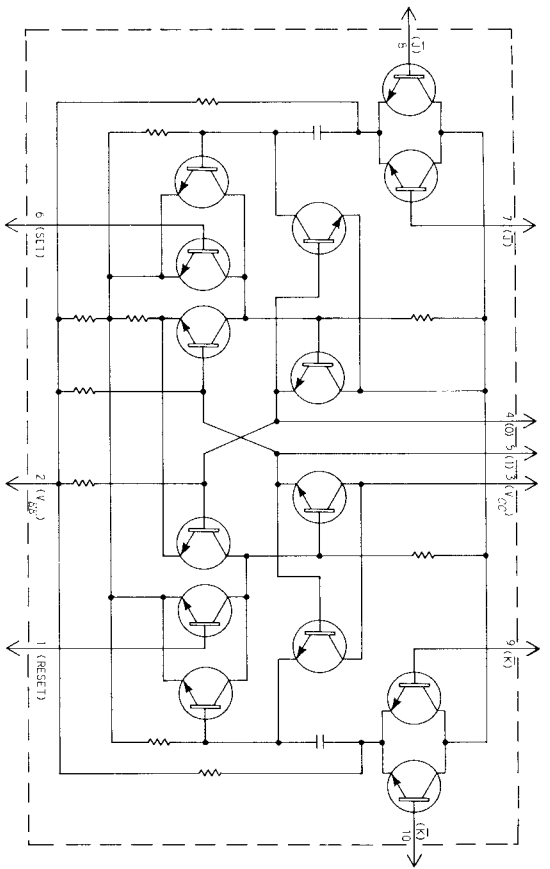 8 (J̅)
7 (J̅)
6 (SET)
4 (0)
5 (1)
3 (VCC)
2 (VEE)
1 (RESET)
9 (K̅)
(K̅)
10